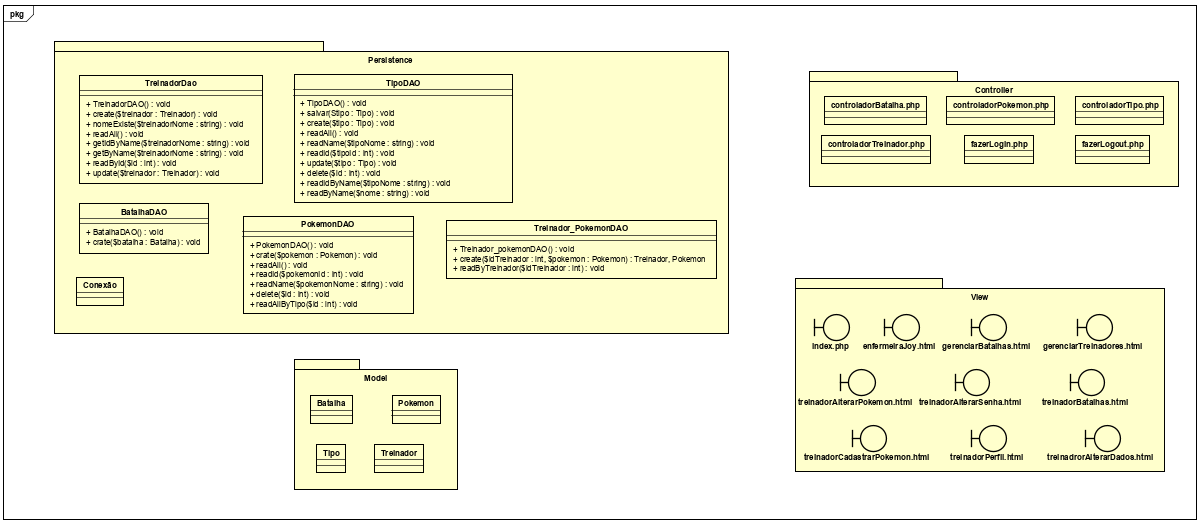 pkg
Persistence
TreinadorDao
+ TreinadorDAO() : void
+ create($treinador : Treinador) : void
+ nomeExiste($treinadorNome : string) : void
+ readAll() : void
+ getIdByName($treinadorNome : string) : void
+ getByName($treinadorNome : string) : void
+ readById($id : int) : void
+ update($treinador : Treinador) : void
TipoDAO
+ TipoDAO() : void
+ salvar($tipo : Tipo) : void
+ create($tipo : Tipo) : void
+ readAll() : void
+ readName($tipoNome : string) : void
+ readId($tipoId : int) : void
+ update($tipo : Tipo) : void
+ delete($id : int) : void
+ readIdByName($tipoNome : string) : void
+ readByName($nome : string) : void
BatalhaDAO
+ BatalhaDAO() : void
+ crate($batalha : Batalha) : void
PokemonDAO
+ PokemonDAO() : void
+ crate($pokemon : Pokemon) : void
+ readAll() : void
+ readId($pokemonId : int) : void
+ readName($pokemonNome : string) : void
+ delete($id : int) : void
+ readAllByTipo($id : int) : void
Treinador_PokemonDAO
+ Treinador_pokemonDAO() : void
+ create($idTreinador : int, $pokemon : Pokemon) : Treinador, Pokemon
+ readByTreinador($idTreinador : int) : void
Conexão
Model
Batalha
Pokemon
Tipo
Treinador
Controller
controladorBatalha.php
controladorPokemon.php
controladorTipo.php
controladorTreinador.php
fazerLogin.php
fazerLogout.php
View
index.php
enfermeiraJoy.html
gerenciarBatalhas.html
gerenciarTreinadores.html
treinadorAlterarPokemon.html
treinadorAlterarSenha.html
treinadorBatalhas.html
treinadorCadastrarPokemon.html
treinadorPerfil.html
treinadrorAlterarDados.html